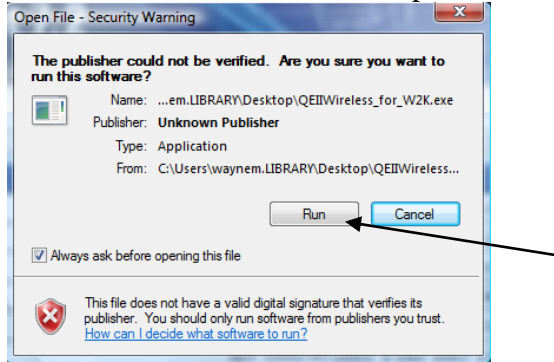 Open File - Security Warning
The publisher could not be verified. Are you sure you want to
run this software?
Name: ...em.LIBRARY\Desktop\QEIIWireless_for_W2K.exe
Publisher: Unknown Publisher
Type: Application
From: C:\Users\waynem.LIBRARY\Desktop\QEIIWireless...
Run Cancel
Always ask before opening this file
This file does not have a valid digital signature that verifies its
publisher. You should only run software from publishers you trust.
How can I decide what software to run?